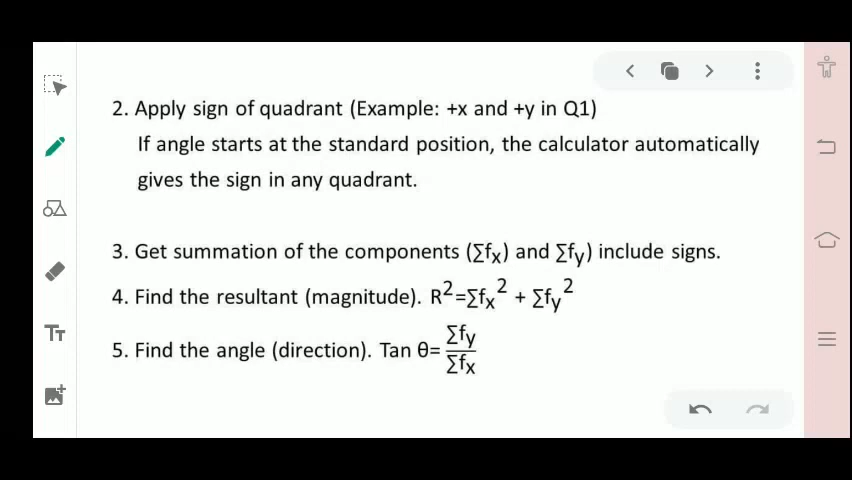 2. Apply sign of quadrant (Example: +x and +y in Q1)
If angle starts at the standard position, the calculator automatically
gives the sign in any quadrant.
3. Get summation of the components (∑fx) and ∑fy) include signs.
4. Find the resultant (magnitude). R²=∑fx² + ∑fy²
5. Find the angle (direction). Tan θ= ∑fy/∑fx
Tт